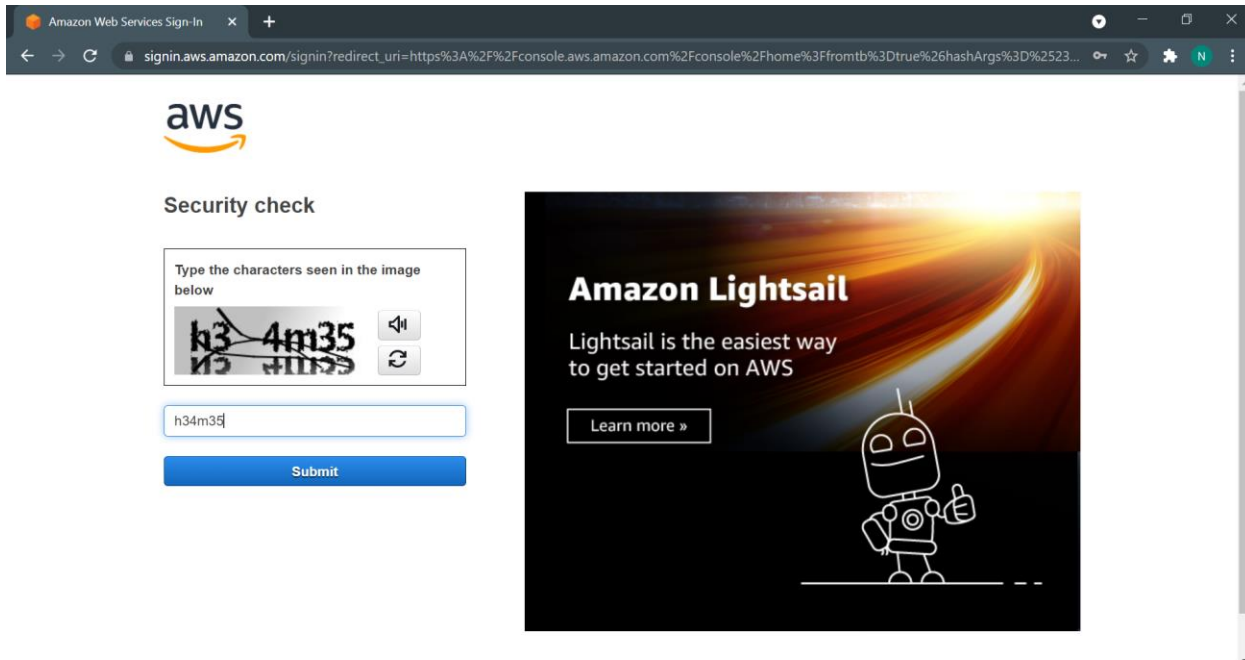 Amazon Web Services Sign-In
signin.aws.amazon.com/signin?redirect_uri=https%3A%2F%2Fconsole.aws.amazon.com%2Fconsole%2Fhome%3Ffromtb%3Dtrue%26hashArgs%3D%2523...
N
aws
Security check
Type the characters seen in the image
below
h3 4m35
h34m35
Submit
Amazon Lightsail
Lightsail is the easiest way
to get started on AWS
Learn more »